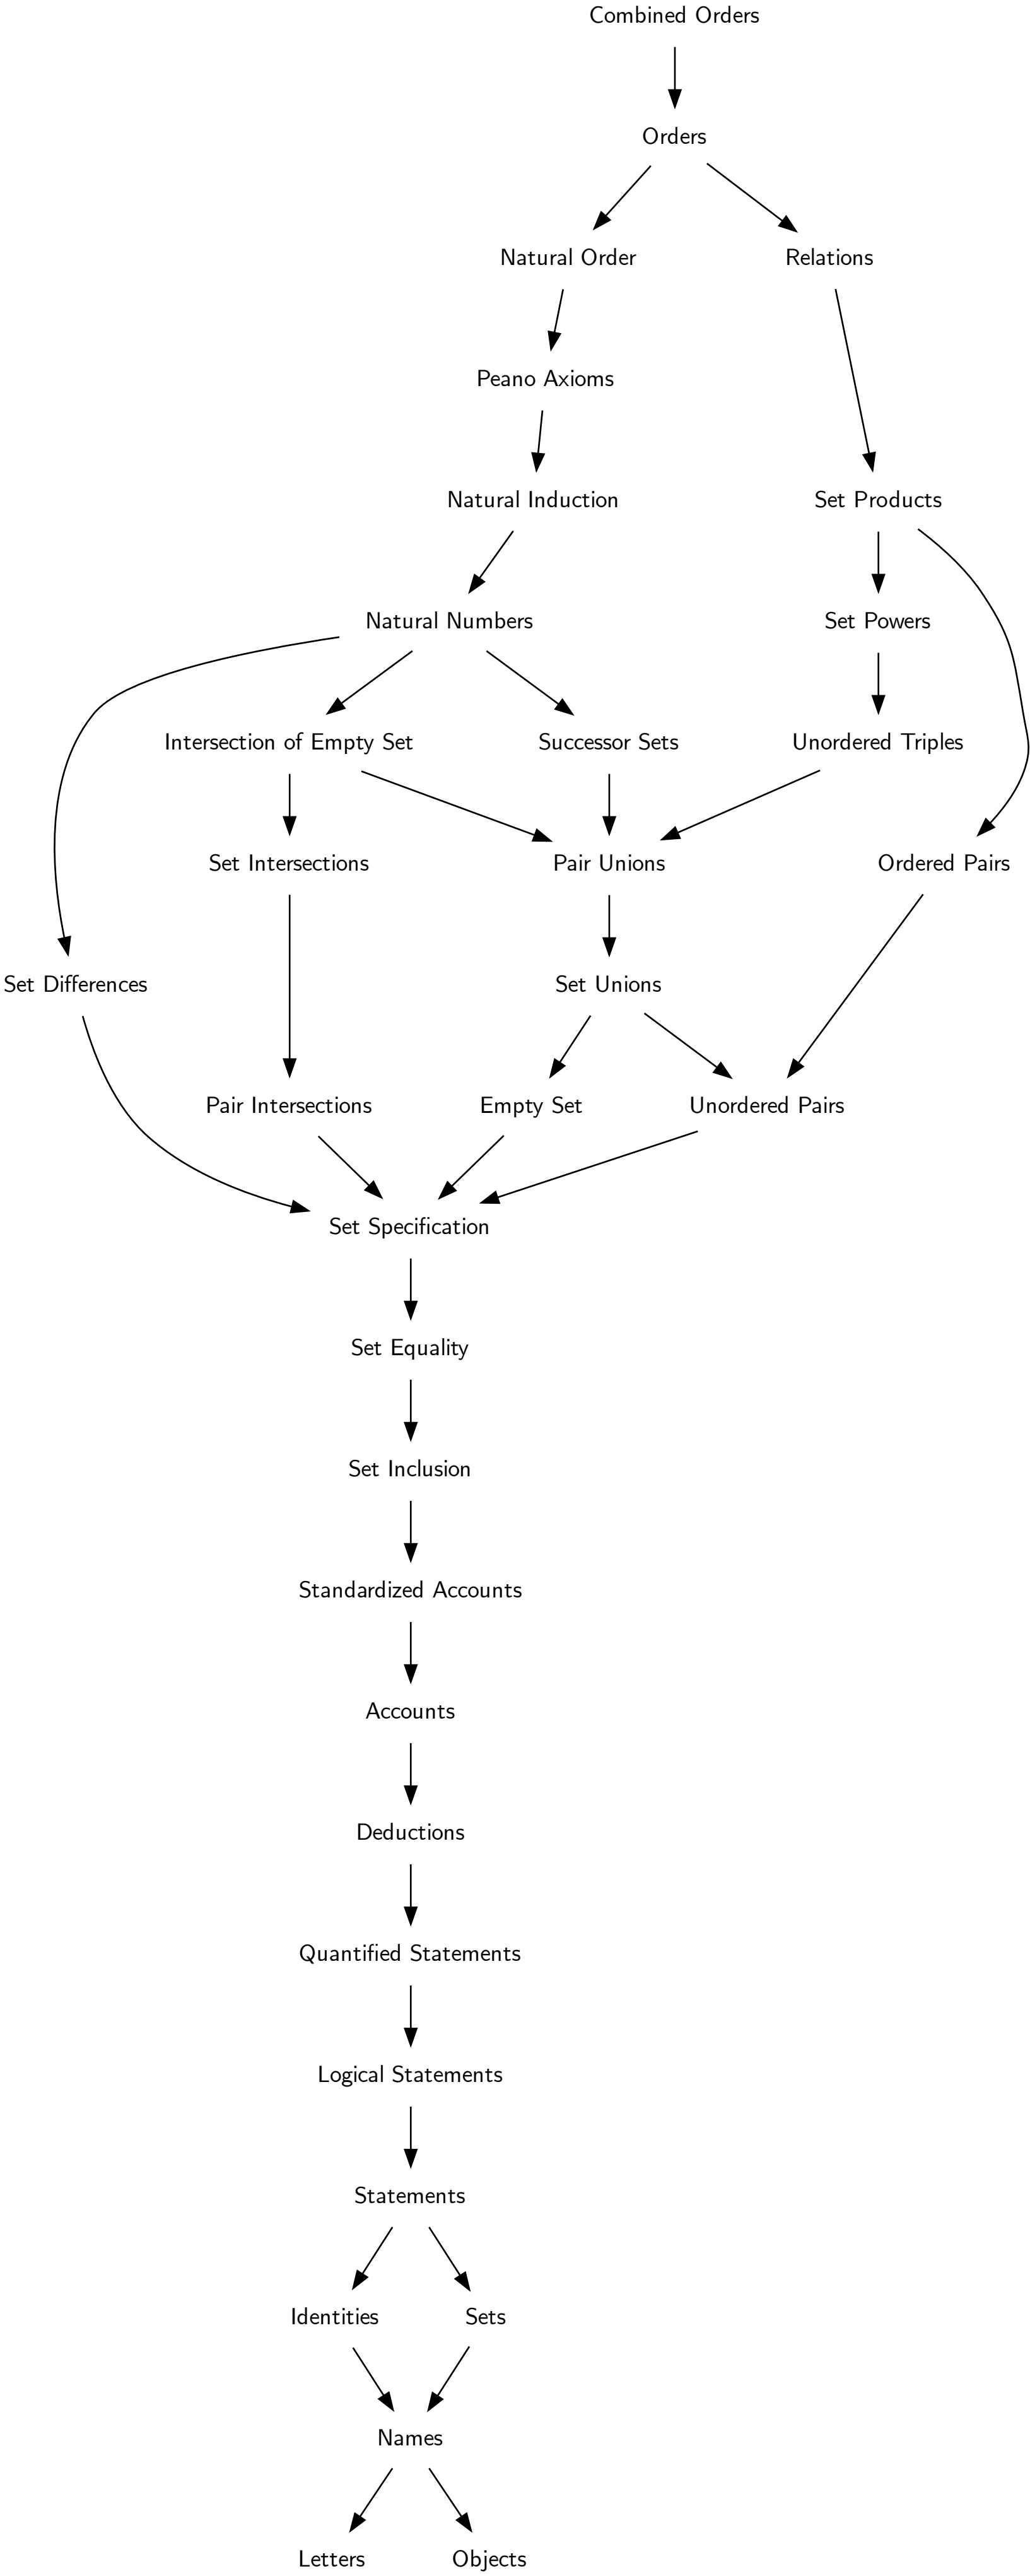 Combined Orders
Orders
Natural Order
Relations
Peano Axioms
Natural Induction
Set Products
Natural Numbers
Set Powers
Intersection of Empty Set
Successor Sets
Unordered Triples
Set Intersections
Pair Unions
Ordered Pairs
Set Differences
Set Unions
Pair Intersections
Empty Set
Unordered Pairs
Set Specification
Set Equality
Set Inclusion
Standardized Accounts
Accounts
Deductions
Quantified Statements
Logical Statements
Statements
Identities
Sets
Names
Letters
Objects